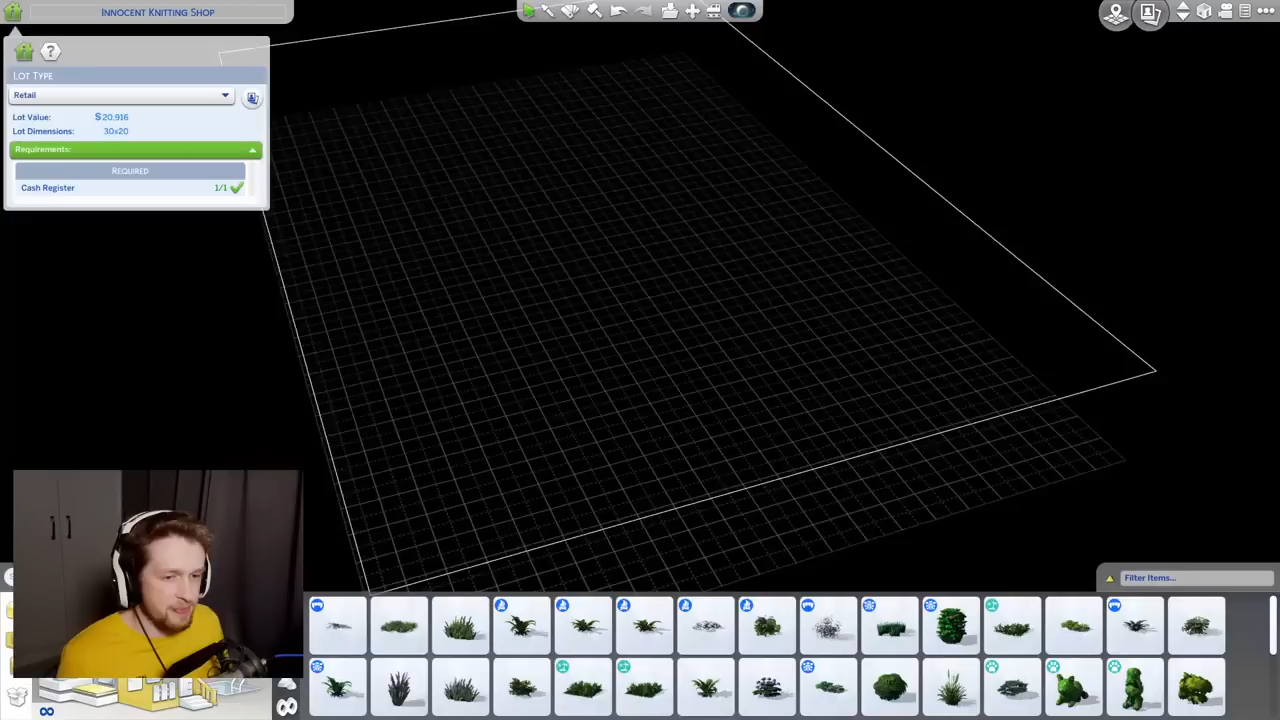 INNOCENT KNITTING SHOP
LOT TYPE
Retail
Lot Value: §20,916
Lot Dimensions: 30x20
Requirements:
REQUIRED
Cash Register 1/1
Filter Items...